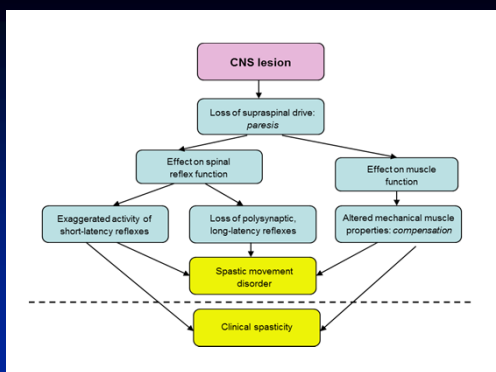 CNS lesion
Loss of supraspinal drive:
paresis
Effect on spinal
reflex function
Effect on muscle
function
Exaggerated activity of
short-latency reflexes
Loss of polysynaptic,
long-latency reflexes
Altered mechanical muscle
properties: compensation
Spastic movement
disorder
Clinical spasticity